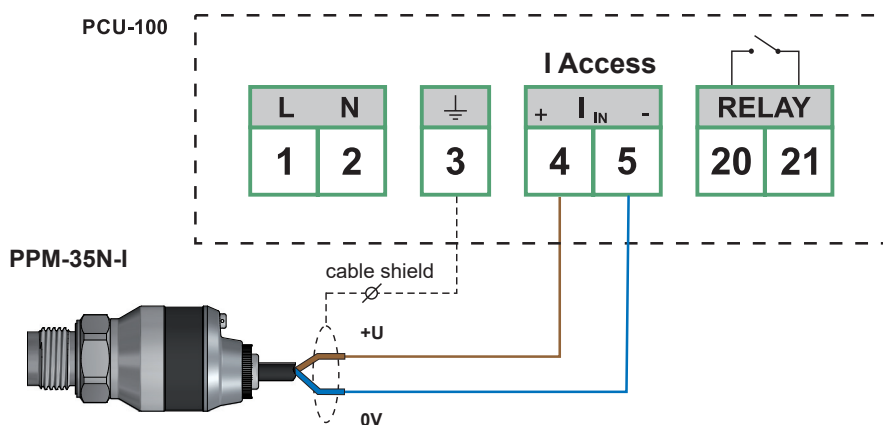 PCU-100
I Access
L N
+ I IN -
RELAY
1 2
3
4 5
20 21
PPM-35N-I
cable shield
+U
0V